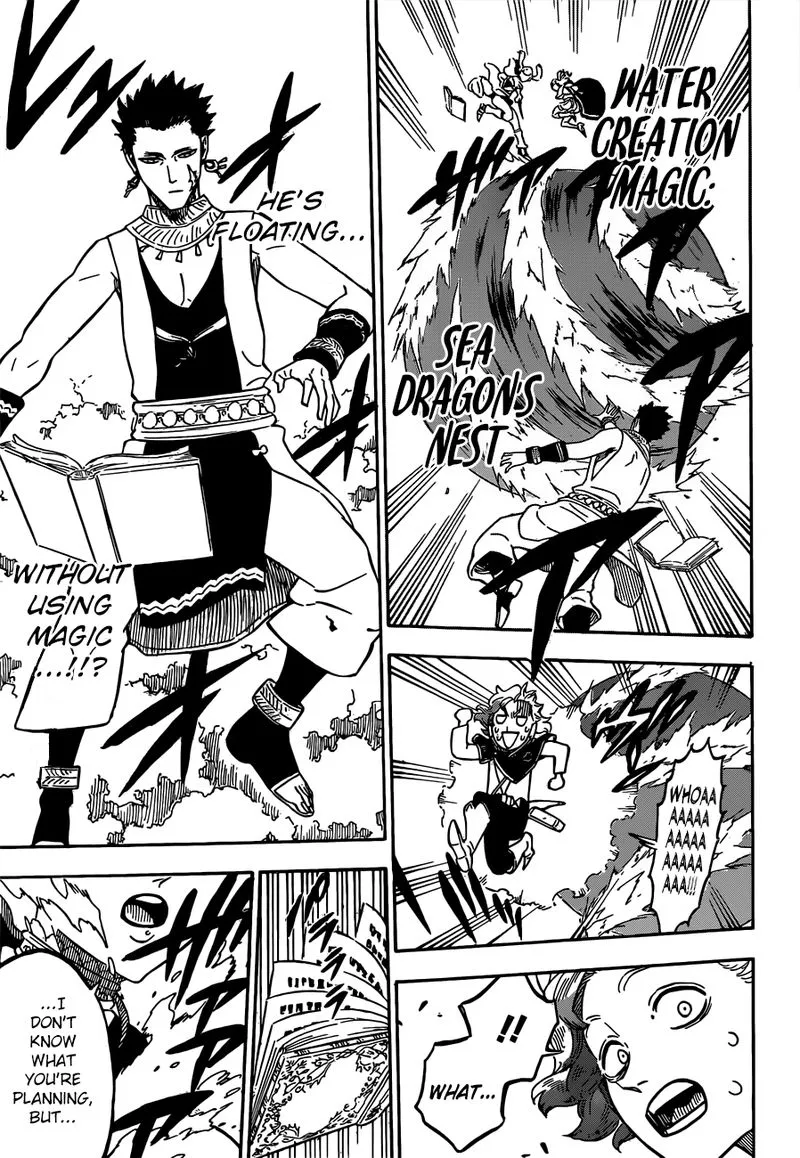 WATER
CREATION
MAGIC:
SEA
DRAGON'S
NEST
WHOAA
AAAAA
AAAAA
AAAAA
AAA!!!
!!
WHAT...
HE'S
FLOATING...
WITHOUT
USING
MAGIC
....!!?
...I
DON'T
KNOW
WHAT
YOU'RE
PLANNING,
BUT...